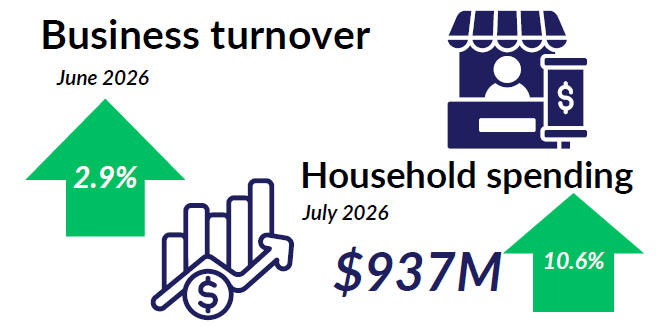 Business turnover
June 2026
2.9%
$
Household spending
July 2026
$937M
10.6%
$